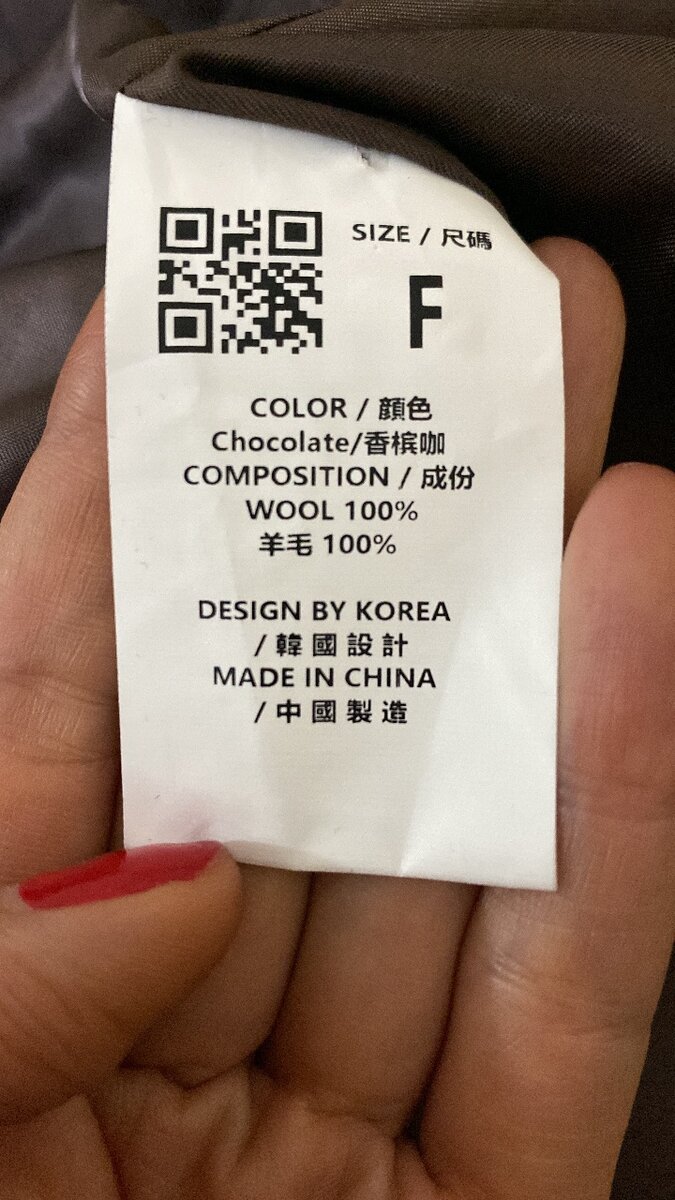 SIZE / 尺碼
F
COLOR / 顏色
Chocolate/香槟咖
COMPOSITION / 成份
WOOL 100%
羊毛 100%
DESIGN BY KOREA
/ 韓國設計
MADE IN CHINA
/ 中國製造